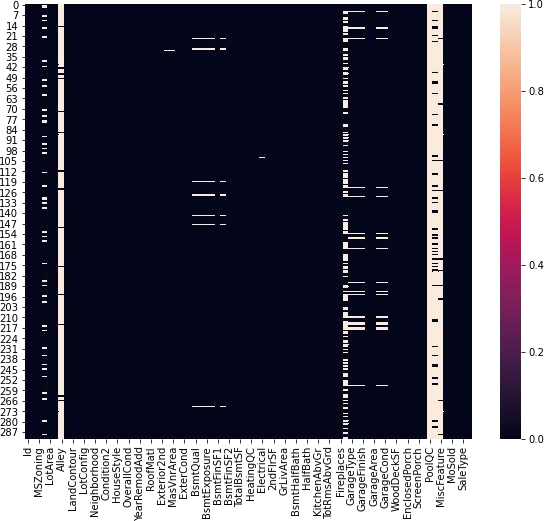 0
7
14
21
28
35
42
49
56
63
70
77
84
91
98
105
112
119
126
133
140
147
154
161
168
175
182
189
196
203
210
217
224
231
238
245
252
259
266
273
280
287
Id
MSZoning
LotArea
Alley
LandContour
LotConfig
Neighborhood
Condition2
HouseStyle
OverallCond
YearRemodAdd
RoofMatl
Exterior2nd
MasVnrArea
ExterCond
BsmtQual
BsmtExposure
BsmtFinSF1
BsmtFinSF2
TotalBsmtSF
HeatingQC
Electrical
2ndFlrSF
GrLivArea
BsmtHalfBath
HalfBath
KitchenAbvGr
TotRmsAbvGrd
Fireplaces
GarageType
GarageFinish
GarageArea
GarageCond
WoodDeckSF
EnclosedPorch
ScreenPorch
PoolQC
MiscFeature
MoSold
SaleType
1.0
0.8
0.6
0.4
0.2
0.0